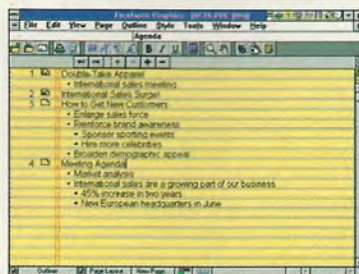 File Edit View Page Outline Style Tools Window Help
Agenda
B I U
1 Double-Take Apparel
• International sales meeting
2 International Sales Surge!
3 How to Get New Customers
• Enlarge sales force
• Reinforce brand awareness
• Sponsor sporting events
• Hire more celebrities
• Broaden demographic appeal
4 Meeting Agenda
• Market analysis
• International sales are a growing part of our business
• 45% increase in two years
• New European headquarters in June
Outliner Page Layout New Page